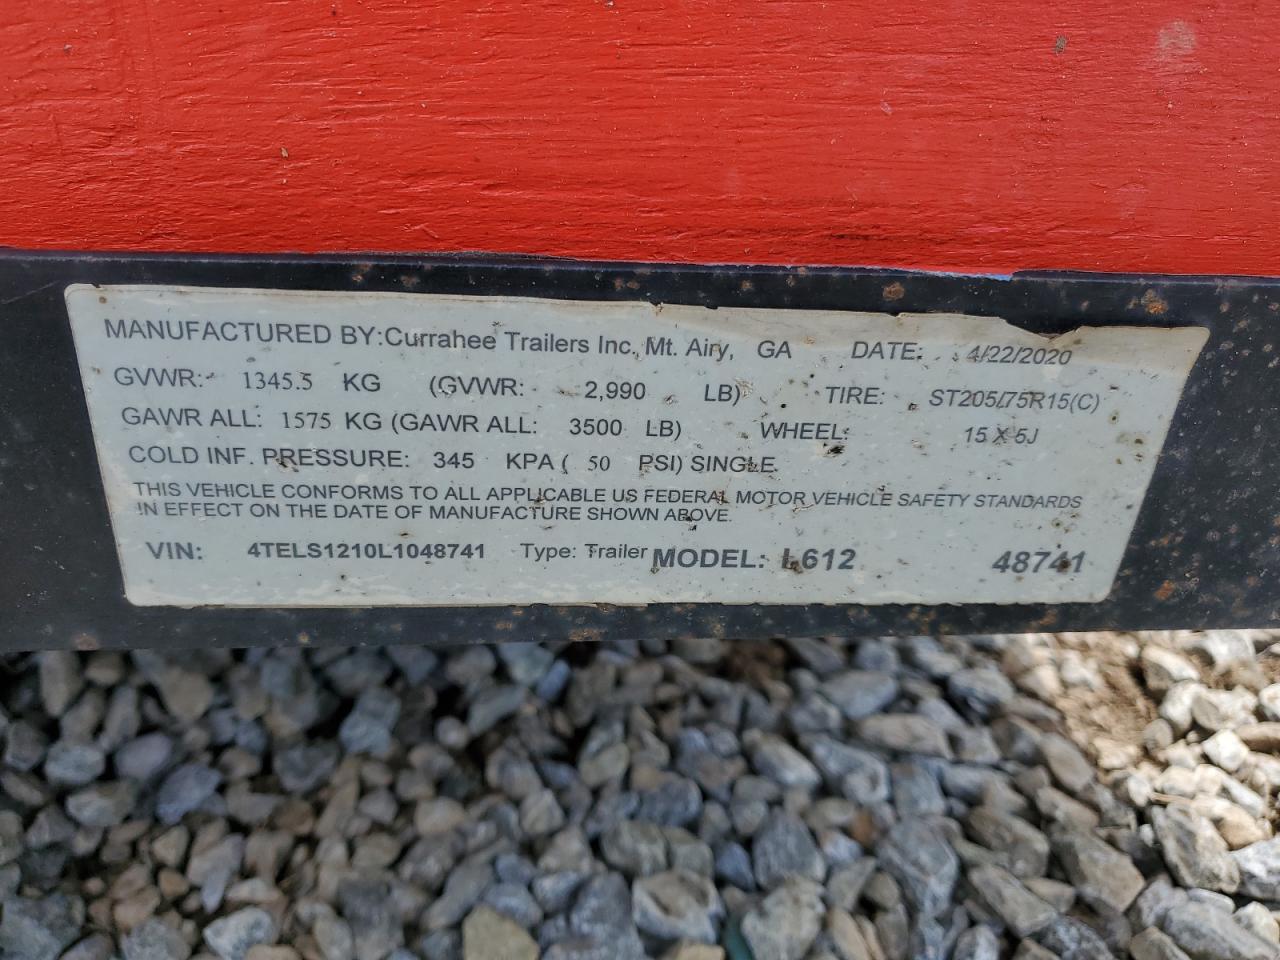 MANUFACTURED BY: Currahee Trailers Inc. Mt. Airy, GA DATE: 4/22/2020
GVWR: 1345.5 KG (GVWR: 2,990 LB) TIRE: ST205/75R15(C)
GAWR ALL: 1575 KG (GAWR ALL: 3500 LB) WHEEL: 15 X 5J
COLD INF. PRESSURE: 345 KPA ( 50 PSI) SINGLE
THIS VEHICLE CONFORMS TO ALL APPLICABLE US FEDERAL MOTOR VEHICLE SAFETY STANDARDS
IN EFFECT ON THE DATE OF MANUFACTURE SHOWN ABOVE.
VIN: 4TELS1210L1048741 Type: Trailer MODEL: L612 48741